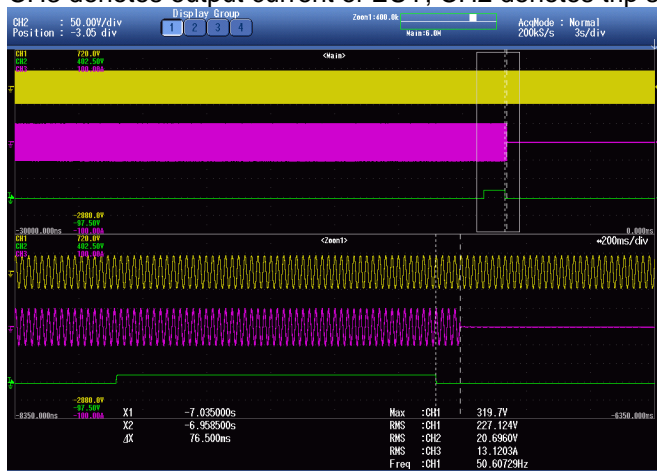 CH3 denotes output current of EUT, CH2 denotes trip s
CH2 : 50.00V/div
Position : -3.05 div
Display Group
1 2 3 4
Zoom1:400.0k
Main:6.0M
AcqMode : Normal
200kS/s 3s/div
CH1 720.0V
CH2 402.50V
CH3 100.00A
<Main>
-2880.0V
-97.50V
-100.00A
-30000.000ms
0.000ms
CH1 720.0V
CH2 402.50V
CH3 100.00A
<Zoom1>
↔200ms/div
-2880.0V
-97.50V
-100.00A
-8350.000ms
-6350.000ms
X1 -7.035000s
X2 -6.958500s
ΔX 76.500ms
Max :CH1 319.7V
RMS :CH1 227.124V
RMS :CH2 20.6960V
RMS :CH3 13.1203A
Freq :CH1 50.60729Hz